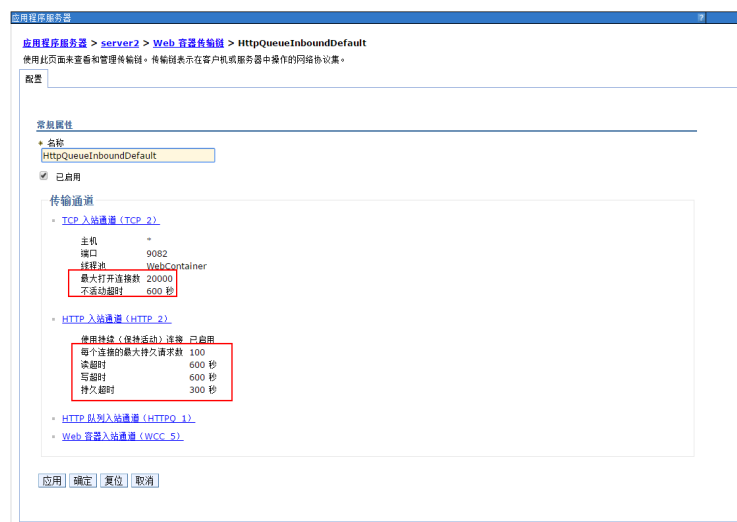 应用程序服务器 ?
应用程序服务器 > server2 > Web 容器传输链 > HttpQueueInboundDefault
使用此页面来查看和管理传输链。传输链表示在客户机或服务器中操作的网络协议集。
配置
常规属性
* 名称
HttpQueueInboundDefault
已启用
传输通道
TCP 入站通道（TCP_2）
主机 *
端口 9082
线程池 WebContainer
最大打开连接数 20000
不活动超时 600 秒
HTTP 入站通道（HTTP_2）
使用持续（保持活动）连接 已启用
每个连接的最大持久请求数 100
读超时 600 秒
写超时 600 秒
持久超时 300 秒
HTTP 队列入站通道（HTTPQ_1）
Web 容器入站通道（WCC_5）
应用 确定 复位 取消